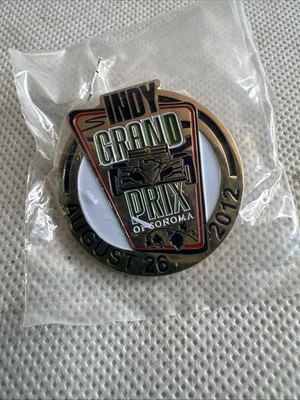 INDY
GRAND
PRIX
OF SONOMA
AUGUST 26 2012